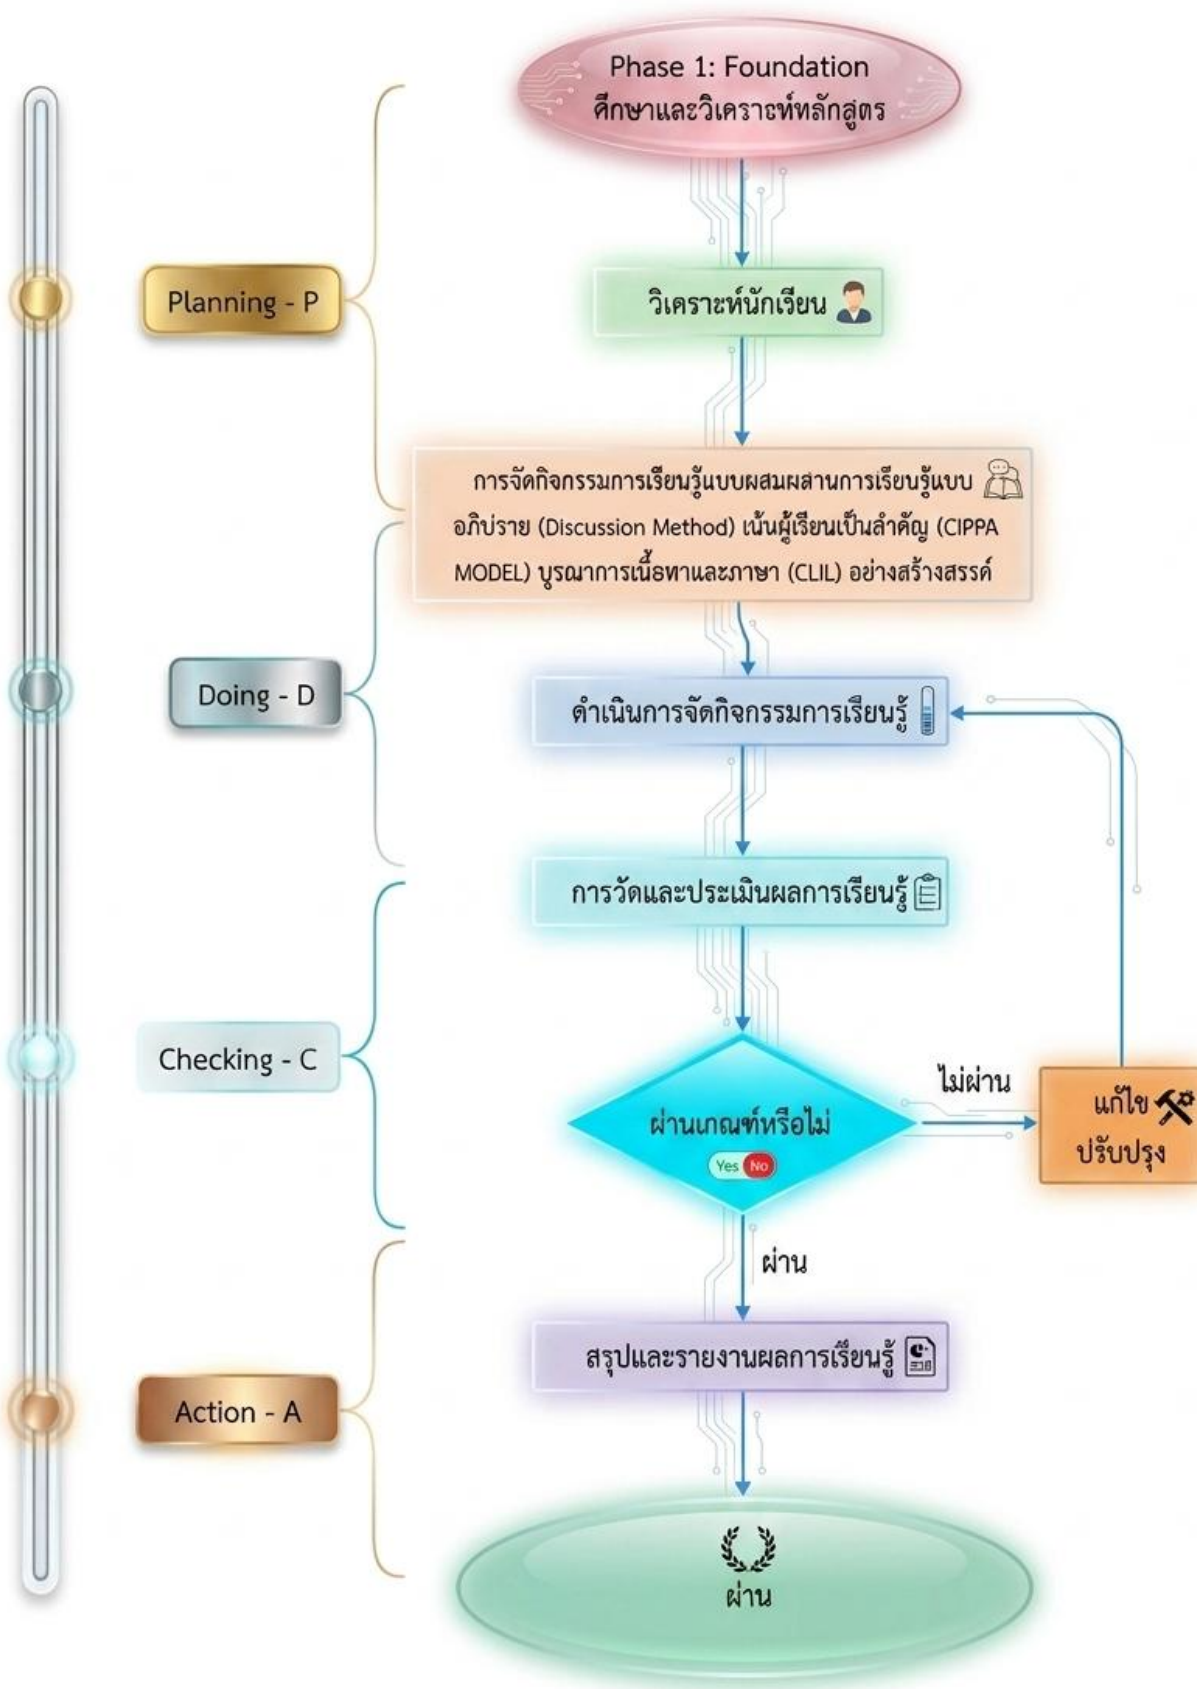 Phase 1: Foundation
ศึกษาและวิเคราะห์หลักสูตร
Planning - P
วิเคราะห์นักเรียน
การจัดกิจกรรมการเรียนรู้แบบผสมผสานการเรียนรู้แบบ
อภิปราย (Discussion Method) เน้นผู้เรียนเป็นสำคัญ (CIPPA
MODEL) บูรณาการเนื้อหาและภาษา (CLIL) อย่างสร้างสรรค์
Doing - D
ดำเนินการจัดกิจกรรมการเรียนรู้
การวัดและประเมินผลการเรียนรู้
Checking - C
ผ่านเกณฑ์หรือไม่
Yes No
ไม่ผ่าน
แก้ไข
ปรับปรุง
ผ่าน
สรุปและรายงานผลการเรียนรู้
Action - A
ผ่าน